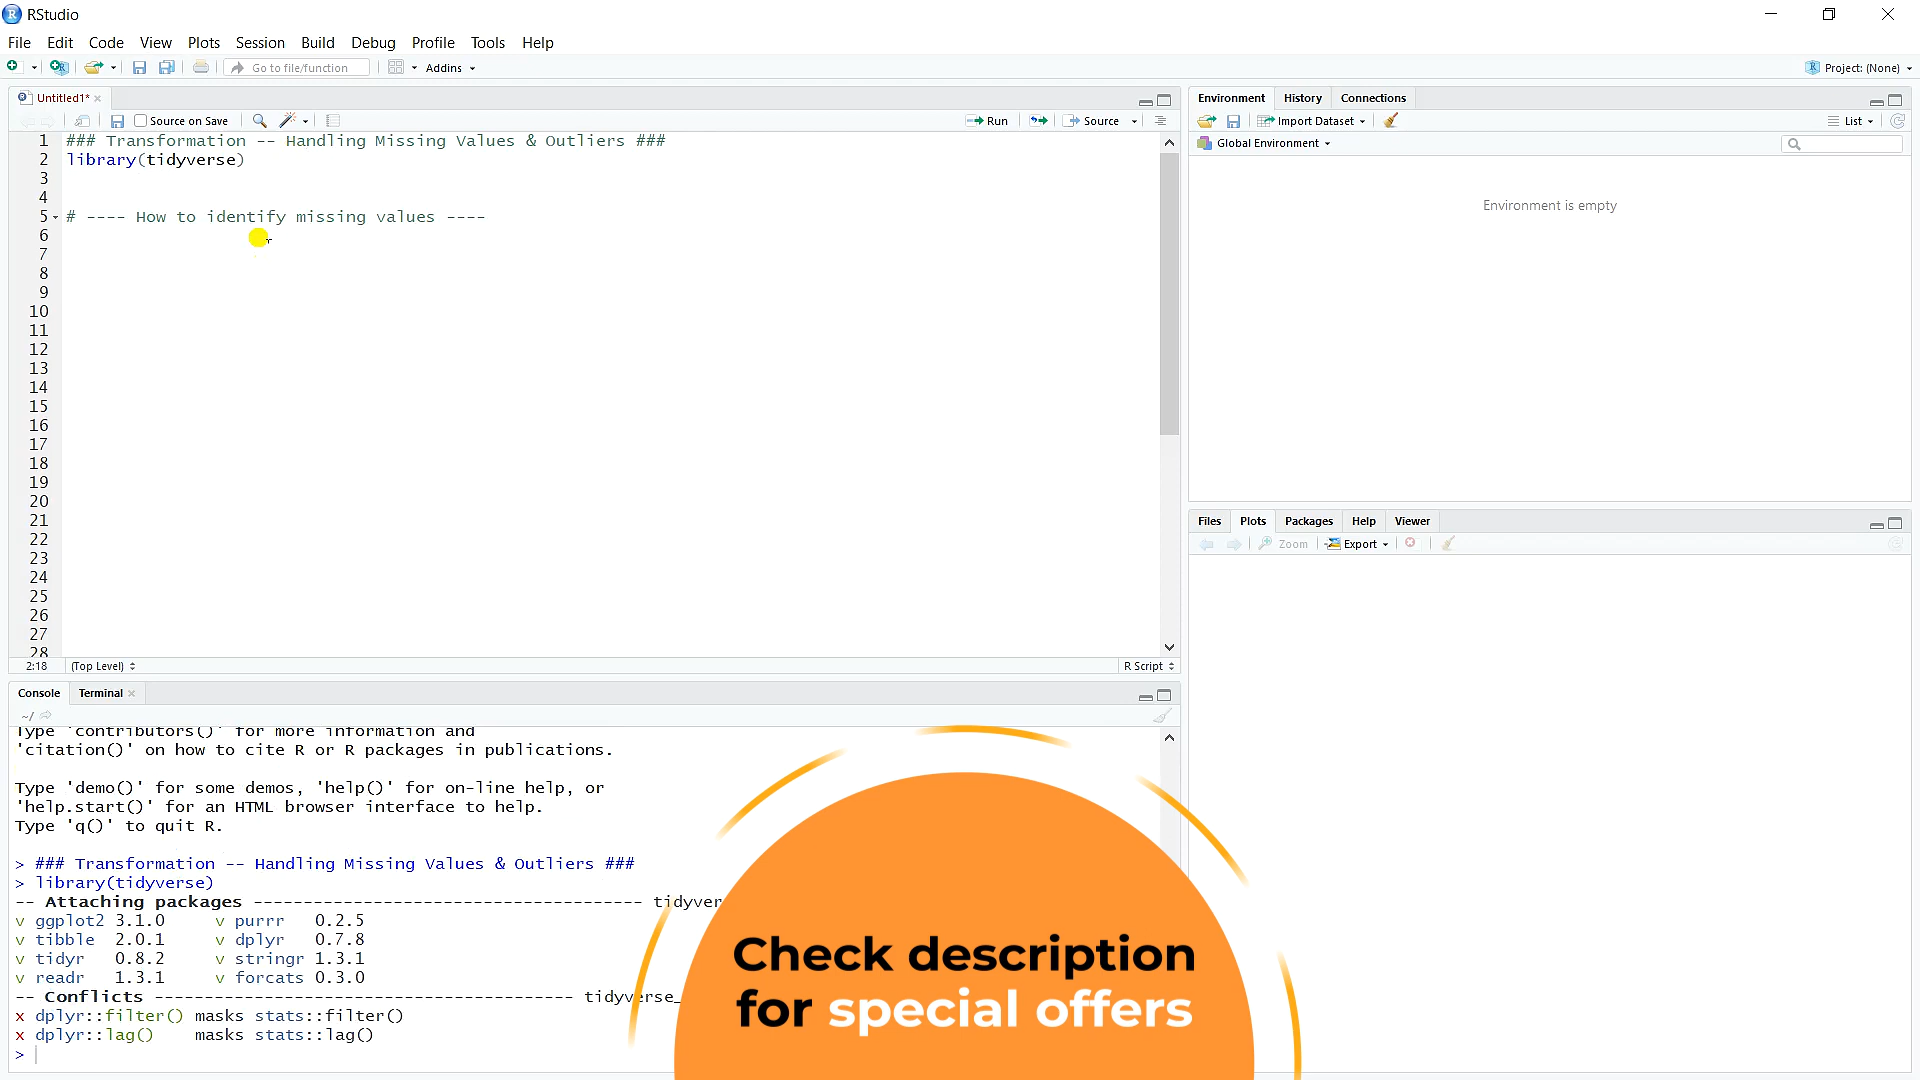 RStudio
File Edit Code View Plots Session Build Debug Profile Tools Help
Go to file/function Addins Project: (None)
Untitled1*
Source on Save Run Source
1 ### Transformation -- Handling Missing Values & Outliers ###
2 library(tidyverse)
3
4
5 # ---- How to identify missing values ----
6
7
8
9
10
11
12
13
14
15
16
17
18
19
20
21
22
23
24
25
26
27
28
2:18 (Top Level) R Script
Console Terminal
~/
Type 'contributors()' for more information and
'citation()' on how to cite R or R packages in publications.
Type 'demo()' for some demos, 'help()' for on-line help, or
'help.start()' for an HTML browser interface to help.
Type 'q()' to quit R.
> ### Transformation -- Handling Missing Values & Outliers ###
> library(tidyverse)
-- Attaching packages --------------------------------------- tidyver
v ggplot2 3.1.0 v purrr 0.2.5
v tibble 2.0.1 v dplyr 0.7.8
v tidyr 0.8.2 v stringr 1.3.1
v readr 1.3.1 v forcats 0.3.0
-- Conflicts ------------------------------------------ tidyverse_
x dplyr::filter() masks stats::filter()
x dplyr::lag() masks stats::lag()
>
Environment History Connections
Import Dataset List
Global Environment
Environment is empty
Files Plots Packages Help Viewer
Zoom Export
Check description
for special offers